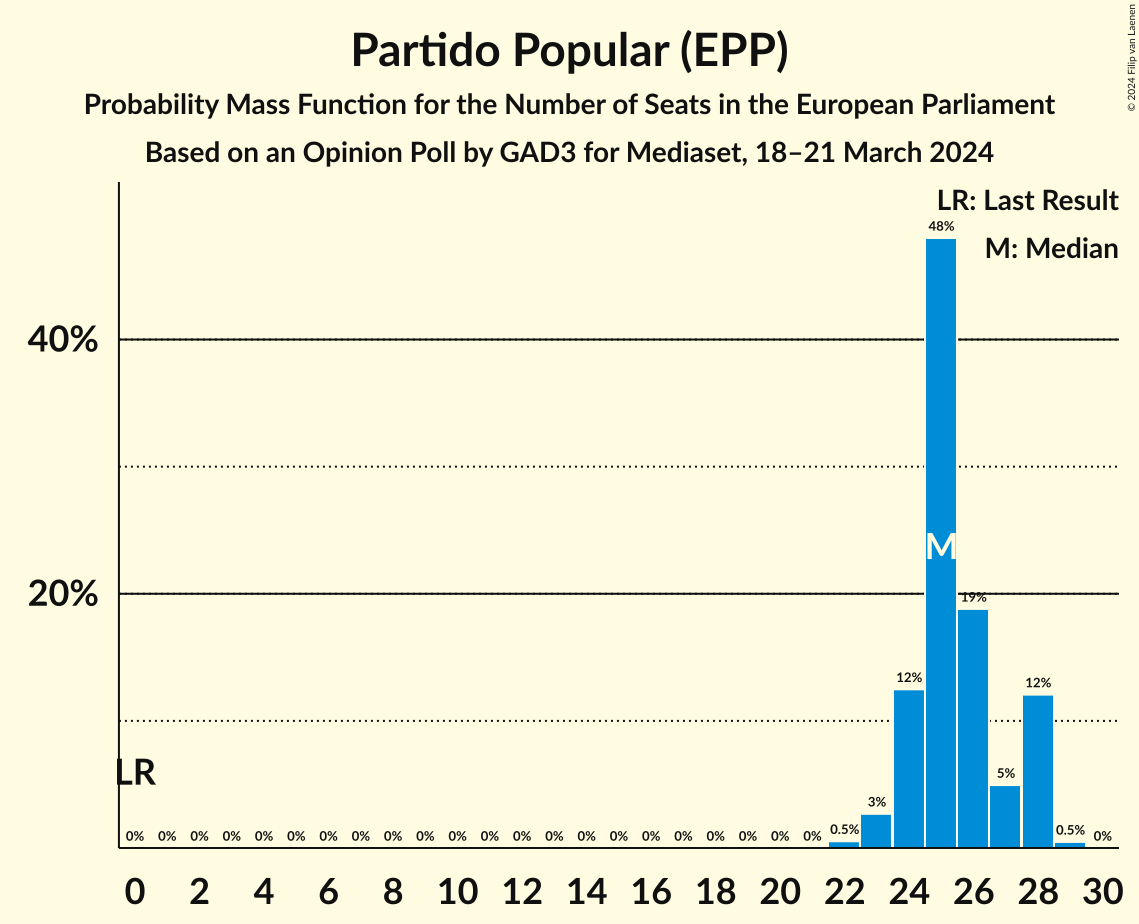 Partido Popular (EPP)
Probability Mass Function for the Number of Seats in the European Parliament
Based on an Opinion Poll by GAD3 for Mediaset, 18–21 March 2024
© 2024 Filip van Laenen
LR: Last Result
M: Median
48%
40%
M
20%
19%
12%
12%
LR
5%
3%
0% 0% 0% 0% 0% 0% 0% 0% 0% 0% 0% 0% 0% 0% 0% 0% 0% 0% 0% 0% 0% 0% 0.5% 0.5% 0%
0 2 4 6 8 10 12 14 16 18 20 22 24 26 28 30